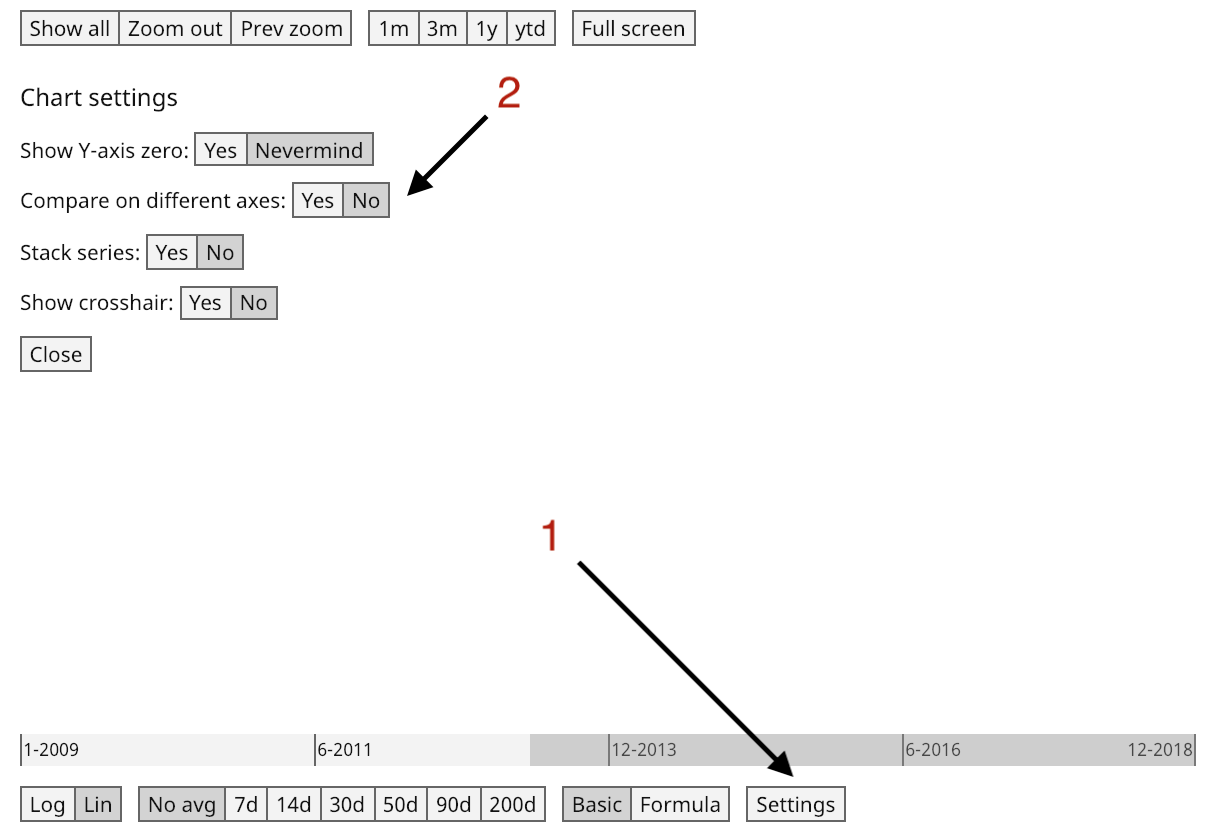 Show all Zoom out Prev zoom 1m 3m 1y ytd Full screen
2
Chart settings
Show Y-axis zero: Yes Nevermind
Compare on different axes: Yes No
Stack series: Yes No
Show crosshair: Yes No
Close
1
1-2009 6-2011 12-2013 6-2016 12-2018
Log Lin No avg 7d 14d 30d 50d 90d 200d Basic Formula Settings